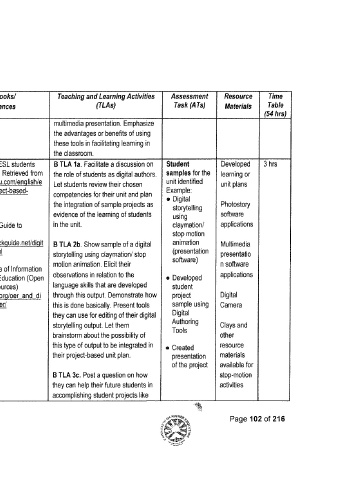 ooks/
ences
Teaching and Learning Activities
(TLAs)
Assessment
Task (ATs)
Resource
Materials
Time
Table
(54 hrs)
multimedia presentation. Emphasize
the advantages or benefits of using
these tools in facilitating learning in
the classroom.
ESL students
Retrieved from
u.com/english/e
ect-based-
Guide to
ckguide.net/digit
of Information
Education (Open
urces)
org/oer_and_di
er/
B TLA 1a. Facilitate a discussion on
the role of students as digital authors.
Let students review their chosen
competencies for their unit and plan
the integration of sample projects as
evidence of the learning of students
in the unit.
B TLA 2b. Show sample of a digital
storytelling using claymation/ stop
motion animation. Elicit their
observations in relation to the
language skills that are developed
through this output. Demonstrate how
this is done basically. Present tools
they can use for editing of their digital
storytelling output. Let them
brainstorm about the possibility of
this type of output to be integrated in
their project-based unit plan.
B TLA 3c. Post a question on how
they can help their future students in
accomplishing student projects like
Student
samples for the
unit identified
Example:
• Digital
storytelling
using
claymation/
stop motion
animation
(presentation
software)
• Developed
student
project
sample using
Digital
Authoring
Tools
• Created
presentation
of the project
Developed
learning or
unit plans
Photostory
software
applications
Multimedia
presentatio
n software
applications
Digital
Camera
Clays and
other
resource
materials
available for
stop-motion
activities
3 hrs
Page 102 of 216